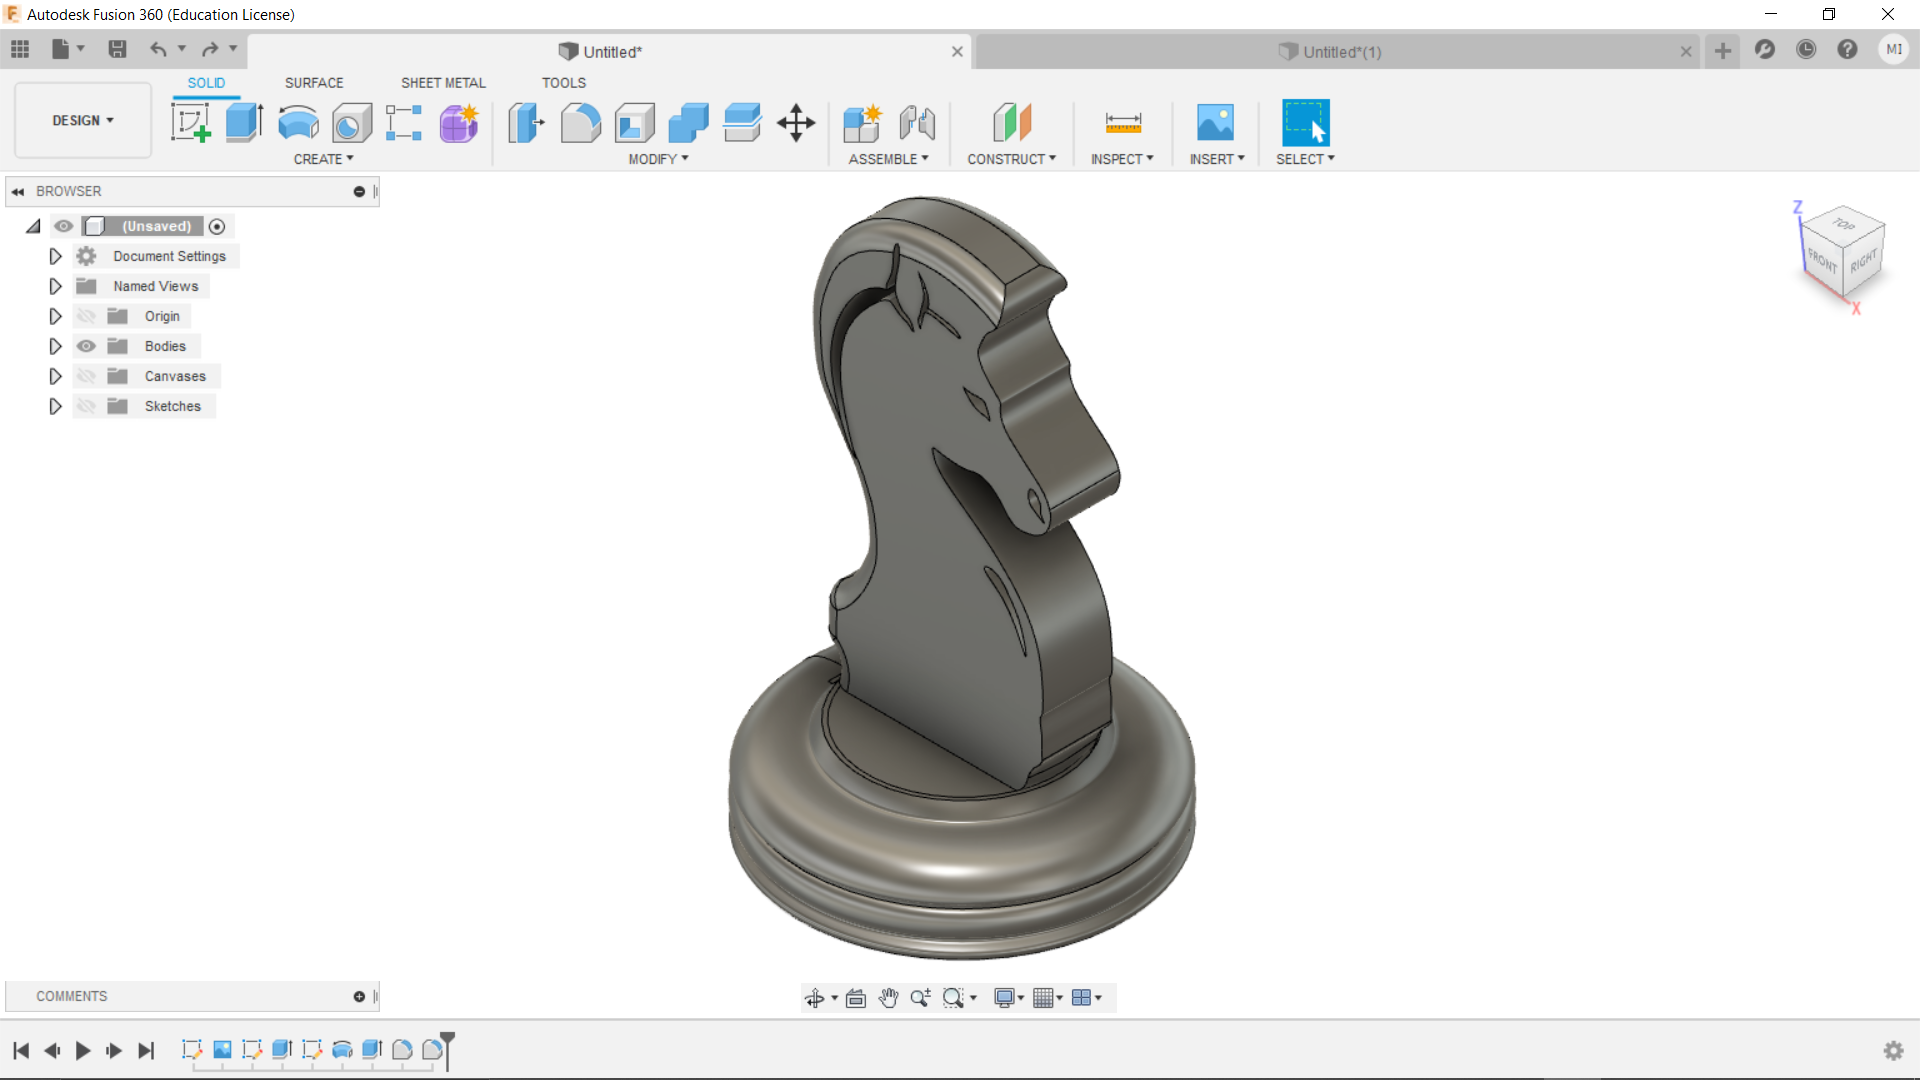 Autodesk Fusion 360 (Education License)
Untitled*
Untitled*(1)
MI
DESIGN
SOLID
SURFACE
SHEET METAL
TOOLS
CREATE
MODIFY
ASSEMBLE
CONSTRUCT
INSPECT
INSERT
SELECT
BROWSER
(Unsaved)
Document Settings
Named Views
Origin
Bodies
Canvases
Sketches
Z
TOP
FRONT
RIGHT
X
COMMENTS